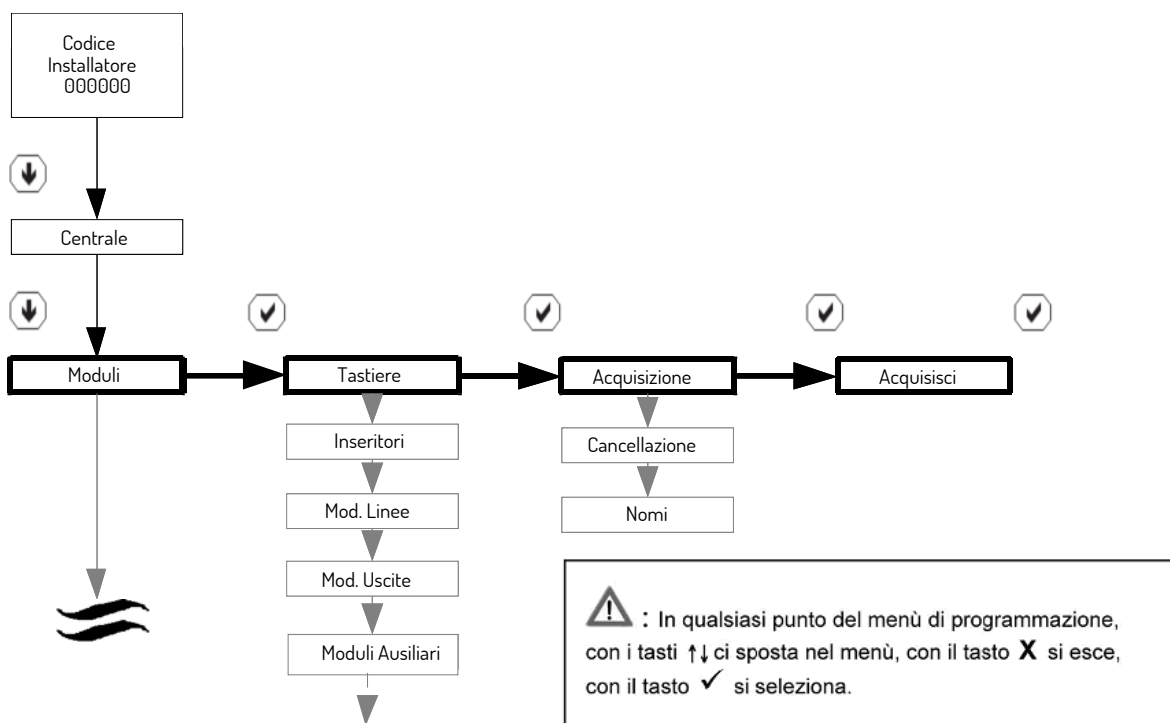 Codice
Installatore
000000
Centrale
Moduli
Tastiere
Acquisizione
Acquisisci
Inseritori
Cancellazione
Mod. Linee
Nomi
Mod. Uscite
Moduli Ausiliari
: In qualsiasi punto del menù di programmazione,
con i tasti ↑↓ ci sposta nel menù, con il tasto X si esce,
con il tasto ✓ si seleziona.